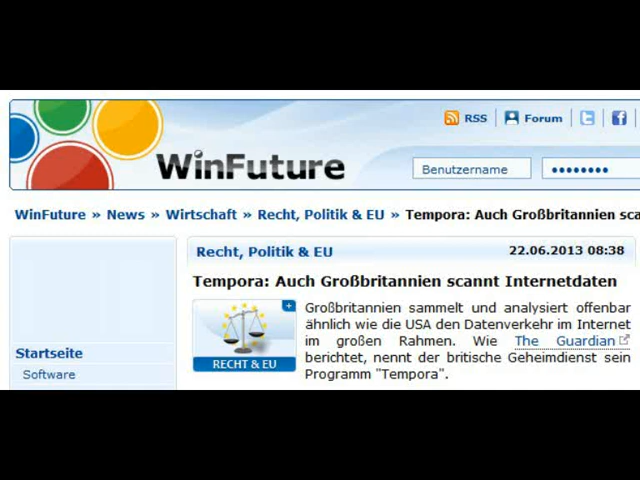 RSS Forum
WinFuture
Benutzername
WinFuture » News » Wirtschaft » Recht, Politik & EU » Tempora: Auch Großbritannien sca
Recht, Politik & EU 22.06.2013 08:38
Tempora: Auch Großbritannien scannt Internetdaten
Großbritannien sammelt und analysiert offenbar
ähnlich wie die USA den Datenverkehr im Internet
im großen Rahmen. Wie The Guardian
berichtet, nennt der britische Geheimdienst sein
Programm "Tempora".
RECHT & EU
Startseite
Software